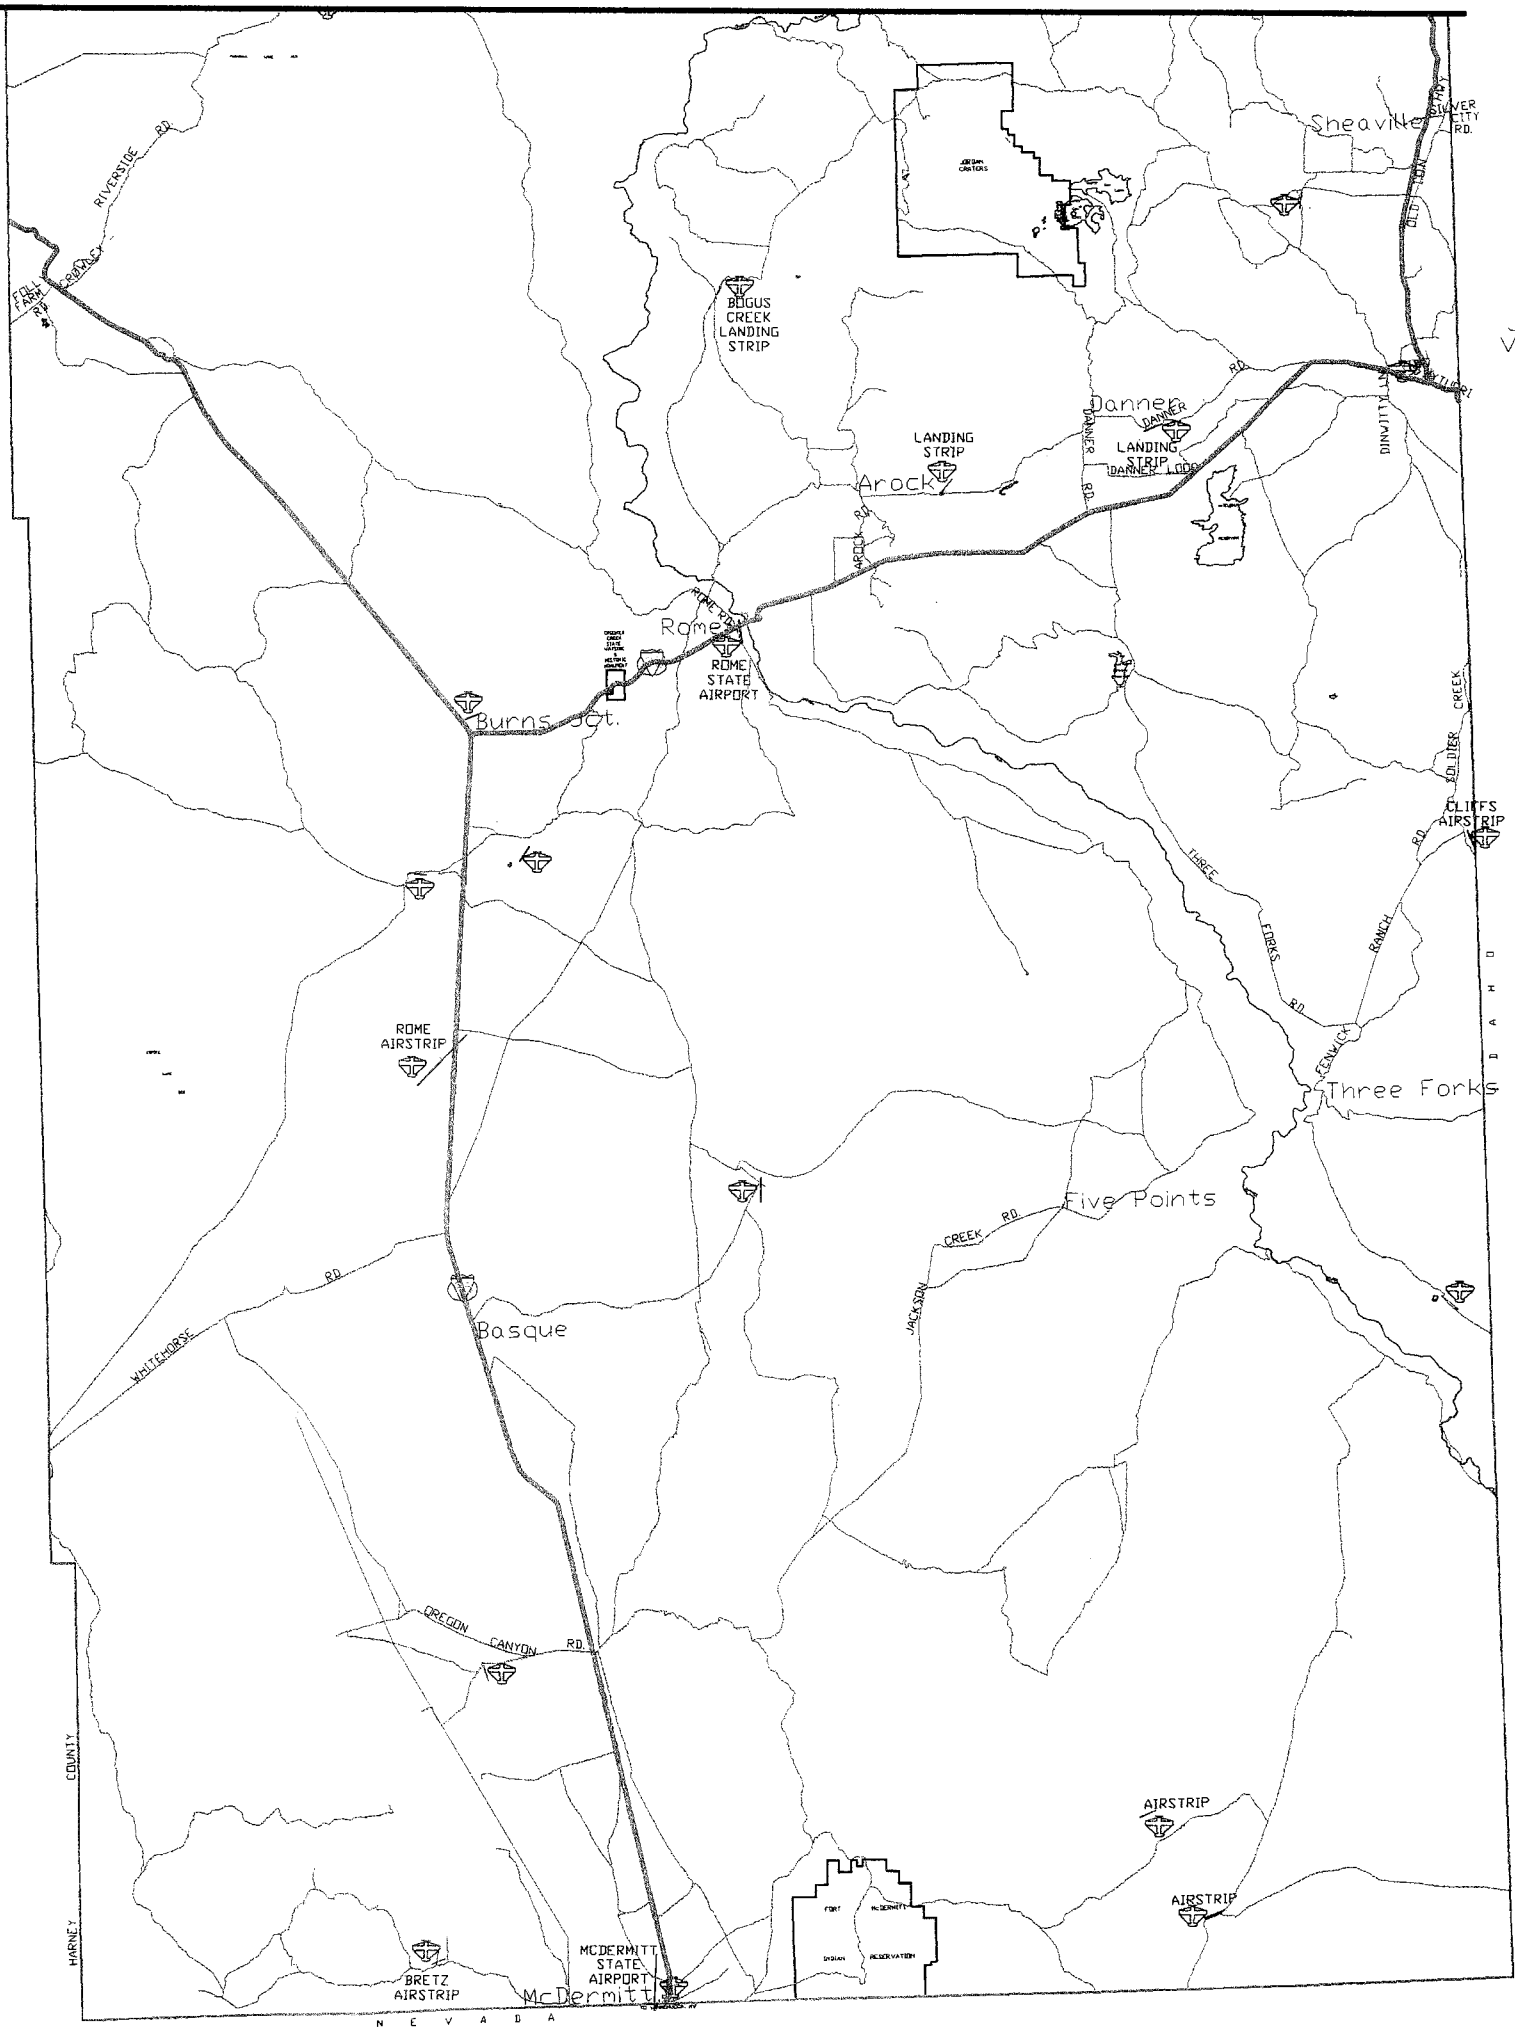 RIVERSIDE RD.
CROWLEY
FOLL
FARM
RD.
JORDAN
CRATERS
Sheaville
SILVER
CITY
RD.
OLD ION HWY
BOGUS
CREEK
LANDING
STRIP
Danner
DANNER
RD.
LANDING
STRIP
DANNER LOOP
DANNER RD.
LANDING
STRIP
Arock
AROCK RD.
ROME RD.
Rome
ROME
STATE
AIRPORT
Burns Jct.
SOLDIER CREEK
RD.
CLIFFS
AIRSTRIP
THREE FORKS RD.
FENWICK RANCH RD.
IDAHO
ROME
AIRSTRIP
Three Forks
Five Points
JACKSON CREEK RD.
WHITEHORSE RD.
Basque
OREGON CANYON RD.
HARNEY COUNTY
AIRSTRIP
AIRSTRIP
FORT McDERMITT
INDIAN RESERVATION
BRETZ
AIRSTRIP
MCDERMITT
STATE
AIRPORT
McDermitt
NEVADA